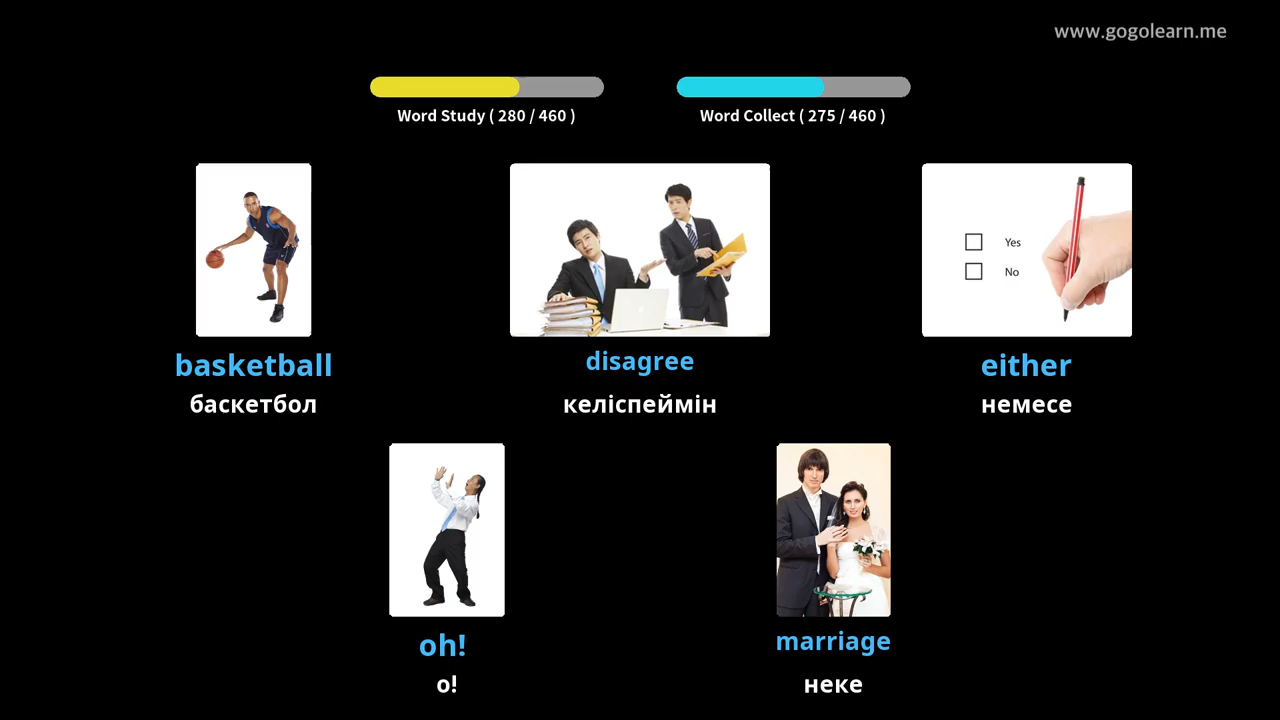 www.gogolearn.me
Word Study ( 280 / 460 )
Word Collect ( 275 / 460 )
Yes
No
basketball
баскетбол
disagree
келіспеймін
either
немесе
oh!
о!
marriage
неке